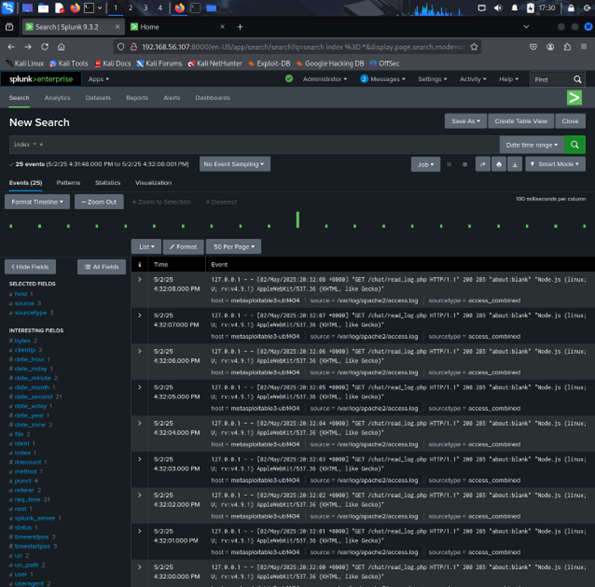 1 2 3 4 17:30
Search | Splunk 9.3.2 × Home × +
192.168.56.107:8000/en-US/app/search/search?q=search index %3D *&display.page.search.mode=
Kali Linux Kali Tools Kali Docs Kali Forums Kali NetHunter Exploit-DB Google Hacking DB OffSec
splunk>enterprise Apps Administrator 2 Messages Settings Activity Help Find
Search Analytics Datasets Reports Alerts Dashboards
New Search Save As Create Table View Close
index = * Date time range
✓ 25 events (5/2/25 4:31:48.000 PM to 5/2/25 4:32:08.001 PM) No Event Sampling Job Smart Mode
Events (25) Patterns Statistics Visualization
Format Timeline — Zoom Out + Zoom to Selection × Deselect 100 milliseconds per column
List Format 50 Per Page
< Hide Fields All Fields i Time Event
SELECTED FIELDS
a host 1
a source 3
a sourcetype 3
INTERESTING FIELDS
# bytes 2
a clientip 2
# date_hour 1
# date_mday 1
# date_minute 2
a date_month 1
# date_second 21
a date_wday 1
# date_year 1
# date_zone 2
a file 2
a ident 1
a index 1
# linecount 1
a method 1
a punct 4
a referer 2
a req_time 21
a root 1
a splunk_server 1
# status 1
# timeendpos 3
# timestartpos 3
a uri 2
a uri_path 2
a user 1
a useragent 2
> 5/2/25 127.0.0.1 - - [02/May/2025:20:32:08 +0000] "GET /chat/read_log.php HTTP/1.1" 200 285 "about:blank" "Node.js (linux;
4:32:08.000 PM U; rv:v4.9.1) AppleWebKit/537.36 (KHTML, like Gecko)"
host = metasploitable3-ub1404 source = /var/log/apache2/access.log sourcetype = access_combined
> 5/2/25 127.0.0.1 - - [02/May/2025:20:32:07 +0000] "GET /chat/read_log.php HTTP/1.1" 200 285 "about:blank" "Node.js (linux;
4:32:07.000 PM U; rv:v4.9.1) AppleWebKit/537.36 (KHTML, like Gecko)"
host = metasploitable3-ub1404 source = /var/log/apache2/access.log sourcetype = access_combined
> 5/2/25 127.0.0.1 - - [02/May/2025:20:32:06 +0000] "GET /chat/read_log.php HTTP/1.1" 200 285 "about:blank" "Node.js (linux;
4:32:06.000 PM U; rv:v4.9.1) AppleWebKit/537.36 (KHTML, like Gecko)"
host = metasploitable3-ub1404 source = /var/log/apache2/access.log sourcetype = access_combined
> 5/2/25 127.0.0.1 - - [02/May/2025:20:32:05 +0000] "GET /chat/read_log.php HTTP/1.1" 200 285 "about:blank" "Node.js (linux;
4:32:05.000 PM U; rv:v4.9.1) AppleWebKit/537.36 (KHTML, like Gecko)"
host = metasploitable3-ub1404 source = /var/log/apache2/access.log sourcetype = access_combined
> 5/2/25 127.0.0.1 - - [02/May/2025:20:32:04 +0000] "GET /chat/read_log.php HTTP/1.1" 200 285 "about:blank" "Node.js (linux;
4:32:04.000 PM U; rv:v4.9.1) AppleWebKit/537.36 (KHTML, like Gecko)"
host = metasploitable3-ub1404 source = /var/log/apache2/access.log sourcetype = access_combined
> 5/2/25 127.0.0.1 - - [02/May/2025:20:32:03 +0000] "GET /chat/read_log.php HTTP/1.1" 200 285 "about:blank" "Node.js (linux;
4:32:03.000 PM U; rv:v4.9.1) AppleWebKit/537.36 (KHTML, like Gecko)"
host = metasploitable3-ub1404 source = /var/log/apache2/access.log sourcetype = access_combined
> 5/2/25 127.0.0.1 - - [02/May/2025:20:32:02 +0000] "GET /chat/read_log.php HTTP/1.1" 200 285 "about:blank" "Node.js (linux;
4:32:02.000 PM U; rv:v4.9.1) AppleWebKit/537.36 (KHTML, like Gecko)"
host = metasploitable3-ub1404 source = /var/log/apache2/access.log sourcetype = access_combined
> 5/2/25 127.0.0.1 - - [02/May/2025:20:32:01 +0000] "GET /chat/read_log.php HTTP/1.1" 200 285 "about:blank" "Node.js (linux;
4:32:01.000 PM U; rv:v4.9.1) AppleWebKit/537.36 (KHTML, like Gecko)"
host = metasploitable3-ub1404 source = /var/log/apache2/access.log sourcetype = access_combined
> 5/2/25 127.0.0.1 - - [02/May/2025:20:32:00 +0000] "GET /chat/read_log.php HTTP/1.1" 200 285 "about:blank" "Node.js (linux;
4:32:00.000 PM U; rv:v4.9.1) AppleWebKit/537.36 (KHTML, like Gecko)"